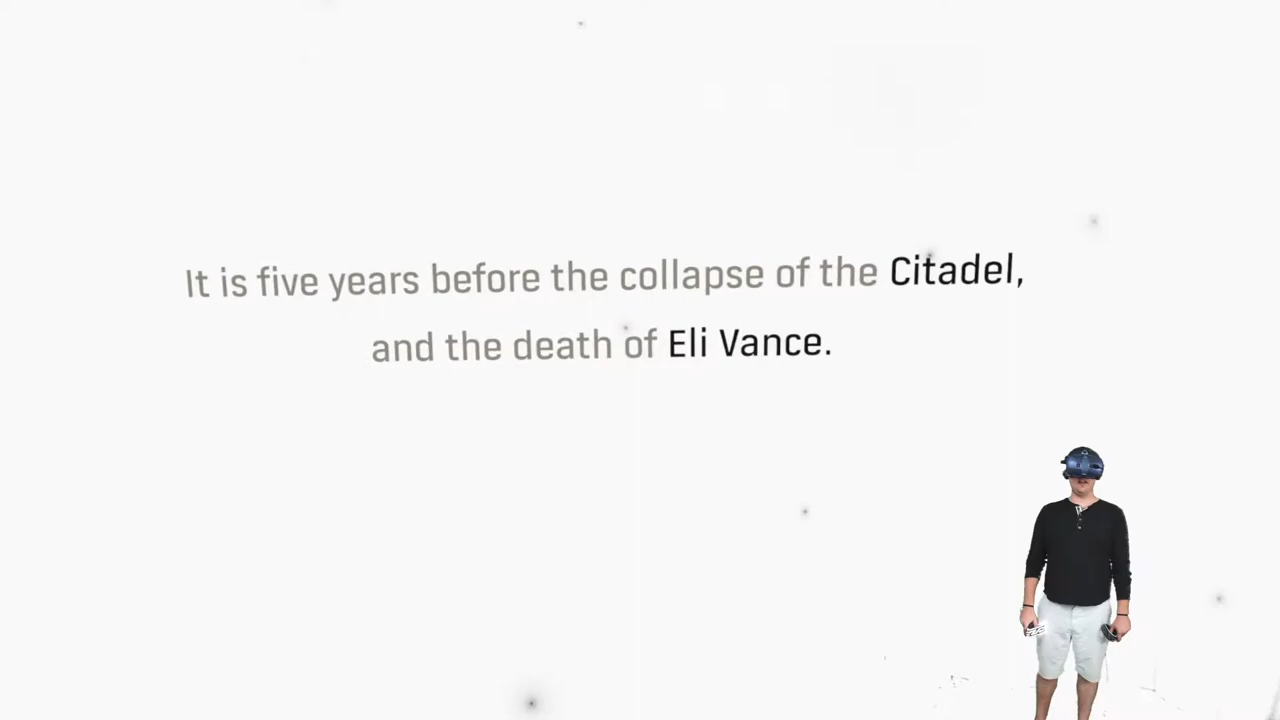 It is five years before the collapse of the Citadel,
and the death of Eli Vance.